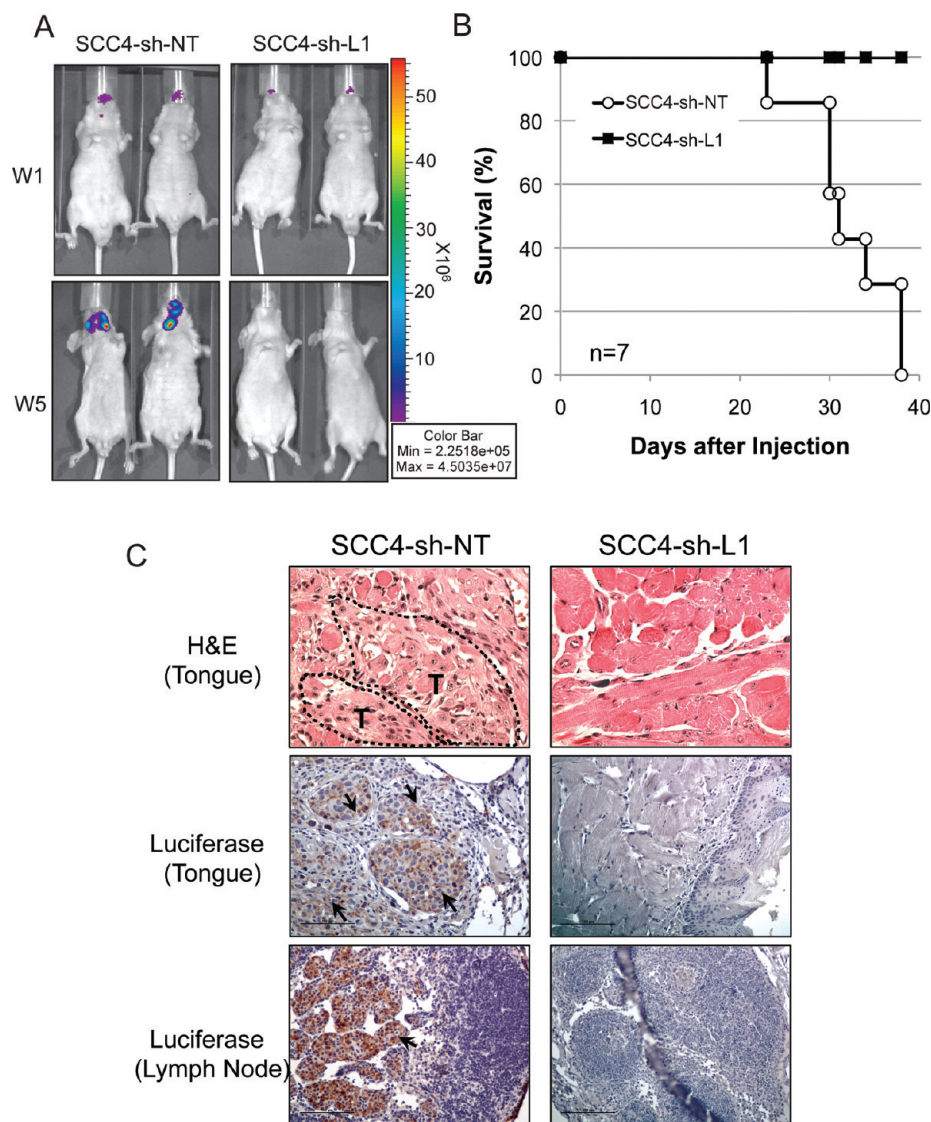 A
SCC4-sh-NT
SCC4-sh-L1
W1
W5
50
40
30
20
10
X10⁶
Color Bar
Min = 2.2518e+05
Max = 4.5035e+07
B
Survival (%)
100
80
60
40
20
0
SCC4-sh-NT
SCC4-sh-L1
n=7
0
10
20
30
40
Days after Injection
C
SCC4-sh-NT
SCC4-sh-L1
H&E
(Tongue)
T
T
Luciferase
(Tongue)
Luciferase
(Lymph Node)